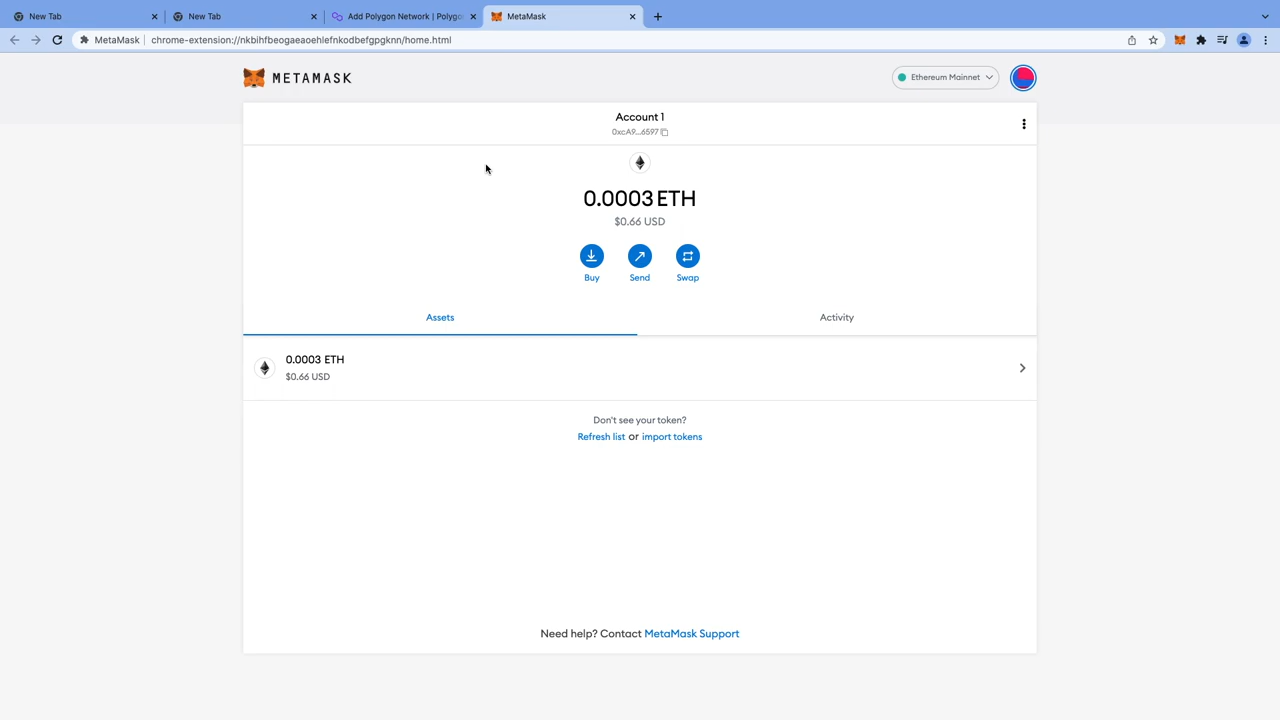 New Tab
New Tab
Add Polygon Network | Polygo
MetaMask
MetaMask
chrome-extension://nkbihfbeogaeaoehlefnkodbefgpgknn/home.html
METAMASK
Ethereum Mainnet
Account 1
0xcA9...6597
0.0003 ETH
$0.66 USD
Buy
Send
Swap
Assets
Activity
0.0003 ETH
$0.66 USD
Don't see your token?
Refresh list or import tokens
Need help? Contact MetaMask Support